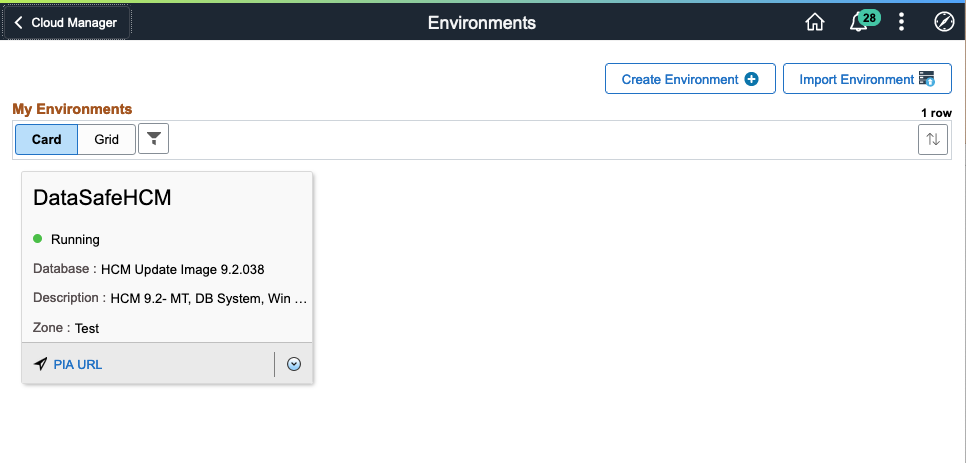 Cloud Manager
Environments
28
Create Environment
Import Environment
My Environments
1 row
Card
Grid
DataSafeHCM
Running
Database : HCM Update Image 9.2.038
Description : HCM 9.2- MT, DB System, Win ...
Zone : Test
PIA URL